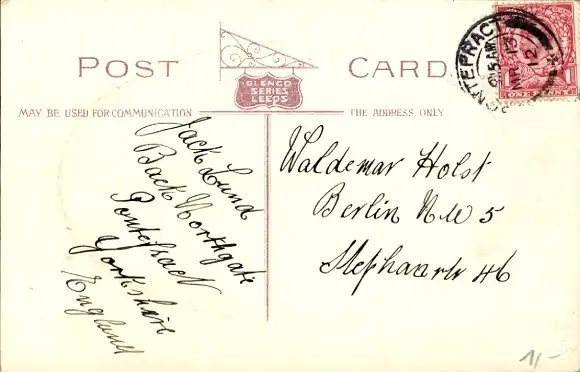 POST CARD.
GLENCO
SERIES
LEEDS
MAY BE USED FOR COMMUNICATION
THE ADDRESS ONLY
PONTEFRACT
ONE PENNY
Jack Lund
Back Northgate
Pontefract
Yorkshire
England
Waldemar Holst
Berlin N.W 5
46
1/-